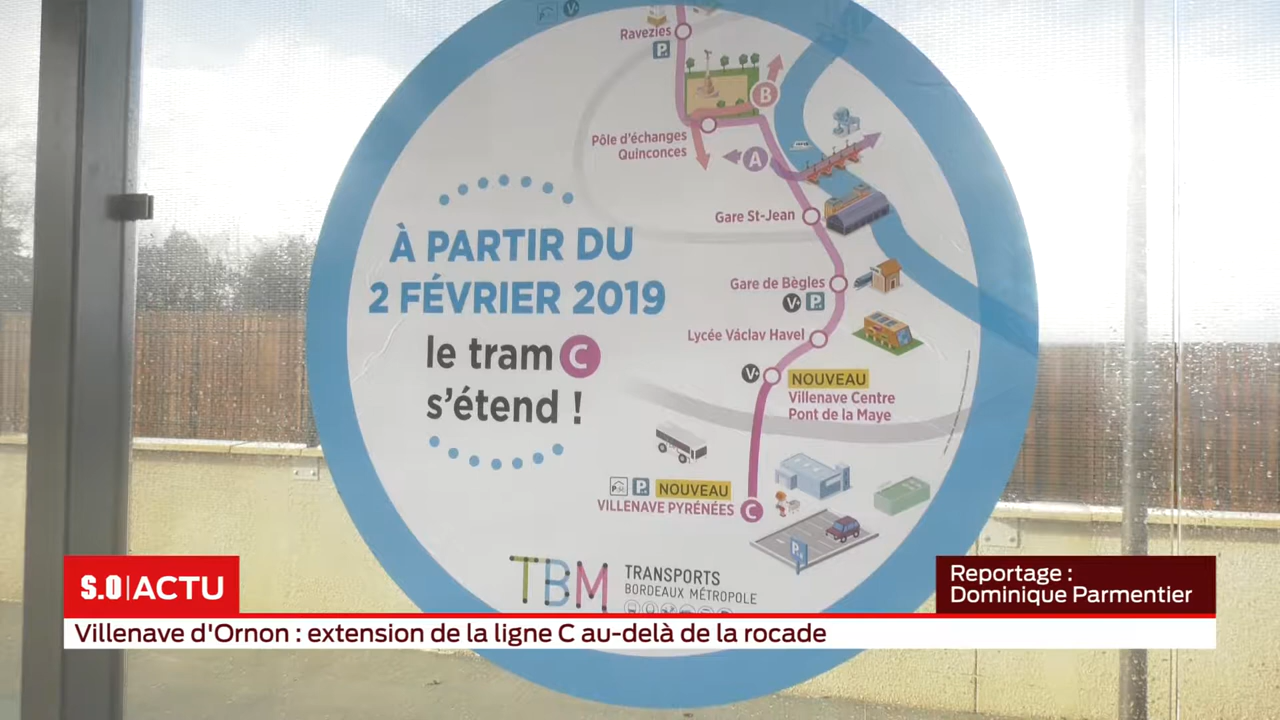 Ravezies
P
B
Pôle d'échanges
Quinconces
A
Gare St-Jean
À PARTIR DU
2 FÉVRIER 2019
le tram C
s'étend !
Gare de Bègles
V+ P
Lycée Václav Havel
V+
NOUVEAU
Villenave Centre
Pont de la Maye
P NOUVEAU
VILLENAVE PYRÉNÉES C
P
TBM
TRANSPORTS
BORDEAUX MÉTROPOLE
S.O ACTU
Reportage :
Dominique Parmentier
Villenave d'Ornon : extension de la ligne C au-delà de la rocade